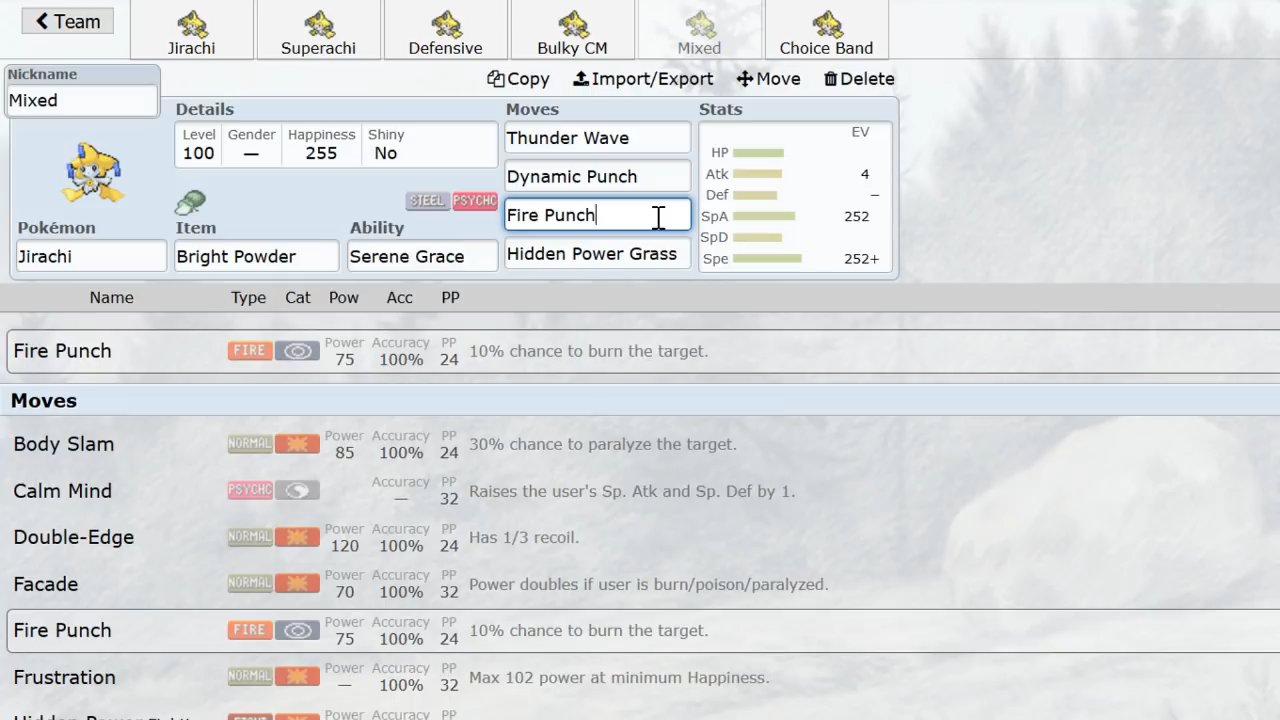 Team
Jirachi
Superachi
Defensive
Bulky CM
Mixed
Choice Band
Nickname
Mixed
Copy
Import/Export
Move
Delete
Details
Level Gender Happiness Shiny
100 — 255 No
STEEL PSYCHC
Pokémon
Jirachi
Item
Bright Powder
Ability
Serene Grace
Moves
Thunder Wave
Dynamic Punch
Fire Punch
Hidden Power Grass
Stats
EV
HP
Atk 4
Def –
SpA 252
SpD
Spe 252+
Name Type Cat Pow Acc PP
Fire Punch FIRE Power 75 Accuracy 100% PP 24 10% chance to burn the target.
Moves
Body Slam NORMAL Power 85 Accuracy 100% PP 24 30% chance to paralyze the target.
Calm Mind PSYCHC Accuracy — PP 32 Raises the user's Sp. Atk and Sp. Def by 1.
Double-Edge NORMAL Power 120 Accuracy 100% PP 24 Has 1/3 recoil.
Facade NORMAL Power 70 Accuracy 100% PP 32 Power doubles if user is burn/poison/paralyzed.
Fire Punch FIRE Power 75 Accuracy 100% PP 24 10% chance to burn the target.
Frustration NORMAL Power — Accuracy 100% PP 32 Max 102 power at minimum Happiness.